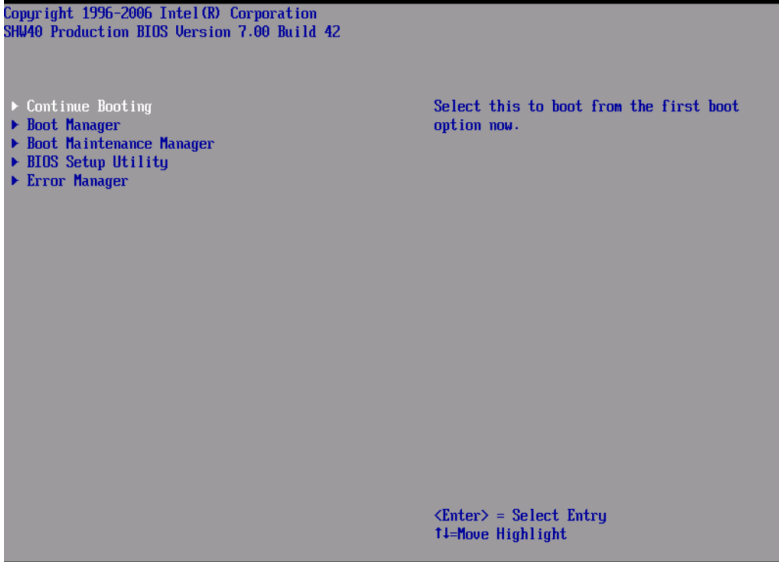 Copyright 1996-2006 Intel(R) Corporation
SHW40 Production BIOS Version 7.00 Build 42
Continue Booting
Boot Manager
Boot Maintenance Manager
BIOS Setup Utility
Error Manager
Select this to boot from the first boot
option now.
<Enter> = Select Entry
↑↓=Move Highlight